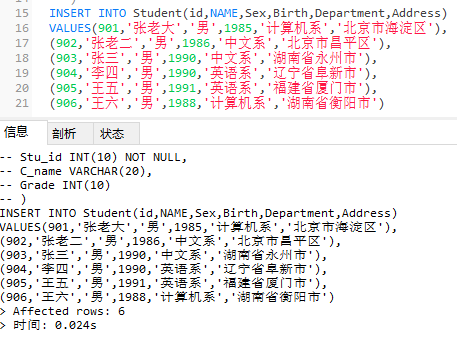 15 INSERT INTO Student(id,NAME,Sex,Birth,Department,Address)
16 VALUES(901,'张老大','男',1985,'计算机系','北京市海淀区'),
17 (902,'张老二','男',1986,'中文系','北京市昌平区'),
18 (903,'张三','男',1990,'中文系','湖南省永州市'),
19 (904,'李四','男',1990,'英语系','辽宁省阜新市'),
20 (905,'王五','男',1991,'英语系','福建省厦门市'),
21 (906,'王六','男',1988,'计算机系','湖南省衡阳市')
信息 剖析 状态
-- Stu_id INT(10) NOT NULL,
-- C_name VARCHAR(20),
-- Grade INT(10)
-- )
INSERT INTO Student(id,NAME,Sex,Birth,Department,Address)
VALUES(901,'张老大','男',1985,'计算机系','北京市海淀区'),
(902,'张老二','男',1986,'中文系','北京市昌平区'),
(903,'张三','男',1990,'中文系','湖南省永州市'),
(904,'李四','男',1990,'英语系','辽宁省阜新市'),
(905,'王五','男',1991,'英语系','福建省厦门市'),
(906,'王六','男',1988,'计算机系','湖南省衡阳市')
> Affected rows: 6
> 时间: 0.024s